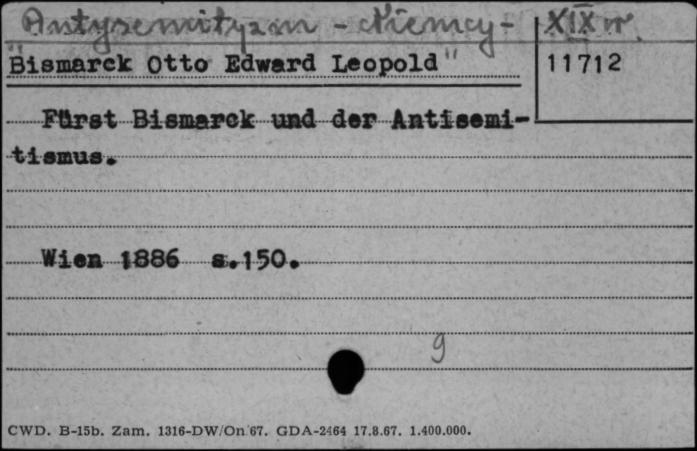 Antysemityzm - Niemcy - XIX w.
"Bismarck Otto Edward Leopold" 11712
Fürst Bismarck und der Antisemi-
tismus.
Wien 1886 s.150.
9
CWD. B-15b. Zam. 1316-DW/On 67. GDA-2464 17.8.67. 1.400.000.